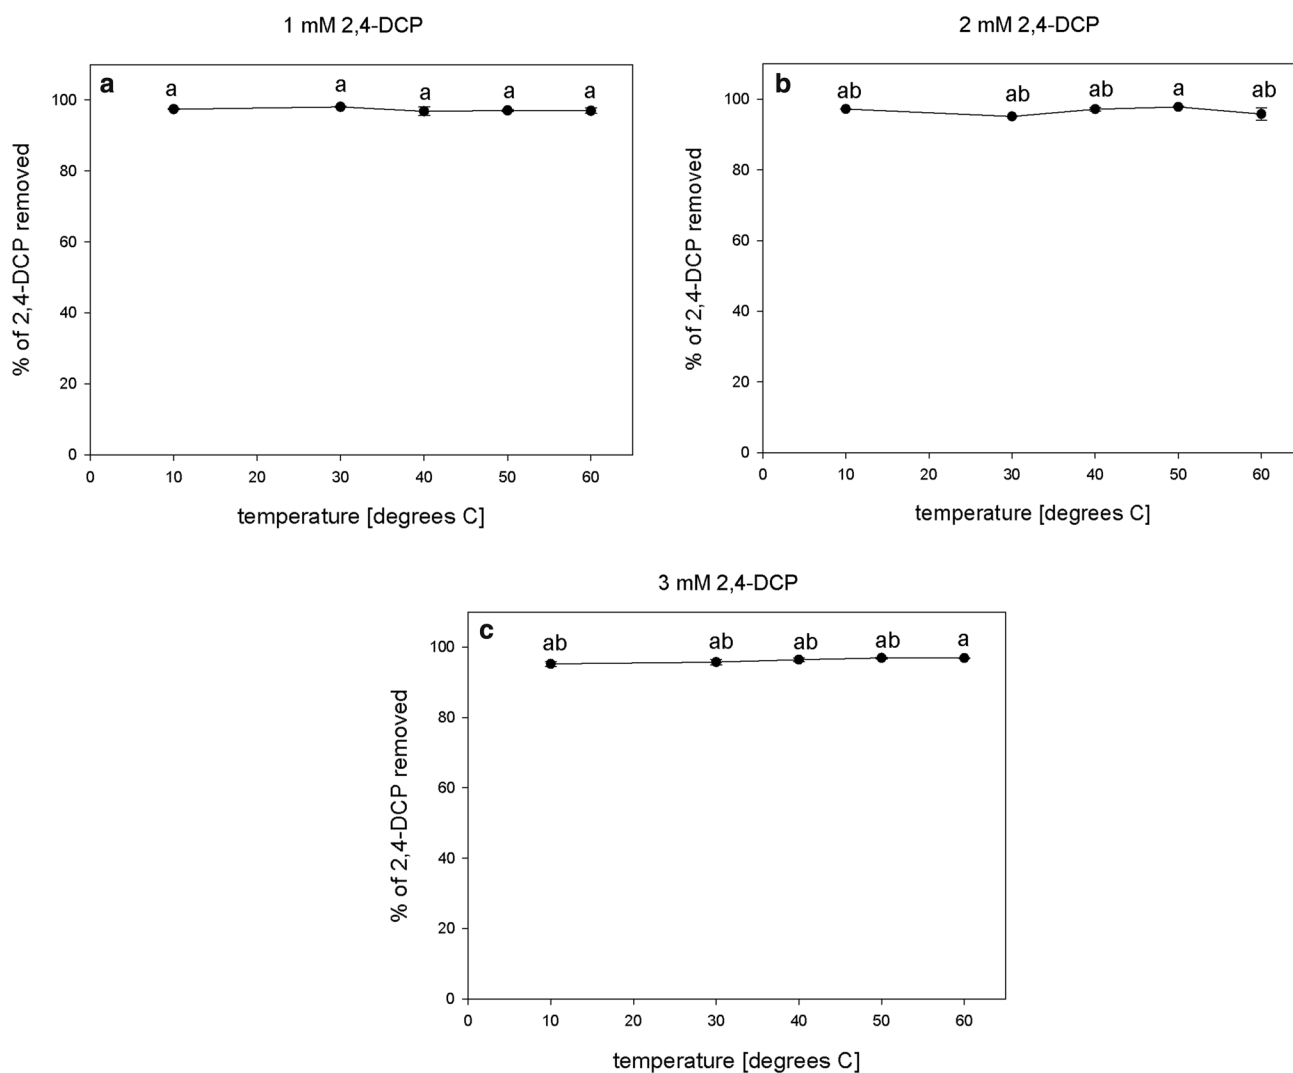 1 mM 2,4-DCP
a
a a a a a
100
80
60
40
20
0
0 10 20 30 40 50 60
% of 2,4-DCP removed
temperature [degrees C]
2 mM 2,4-DCP
b
ab ab ab a ab
100
80
60
40
20
0
0 10 20 30 40 50 60
% of 2,4-DCP removed
temperature [degrees C]
3 mM 2,4-DCP
c
ab ab ab ab a
100
80
60
40
20
0
0 10 20 30 40 50 60
% of 2,4-DCP removed
temperature [degrees C]